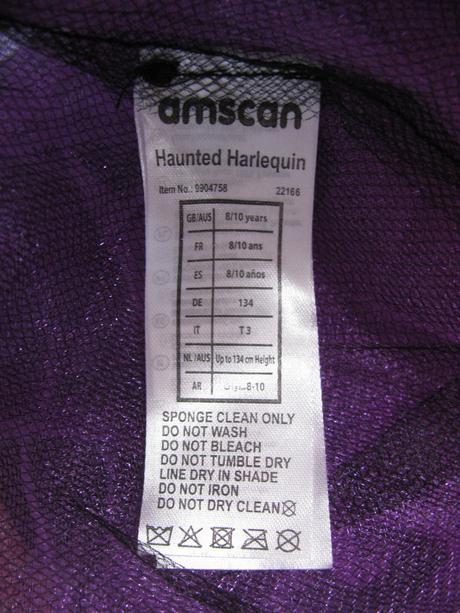 amscan
Haunted Harlequin
Item No.: 9904758 22166
GB/AUS 8/10 years
FR 8/10 ans
ES 8/10 años
DE 134
IT T 3
NL /AUS Up to 134 cm Height
AR 8-10
SPONGE CLEAN ONLY
DO NOT WASH
DO NOT BLEACH
DO NOT TUMBLE DRY
LINE DRY IN SHADE
DO NOT IRON
DO NOT DRY CLEAN